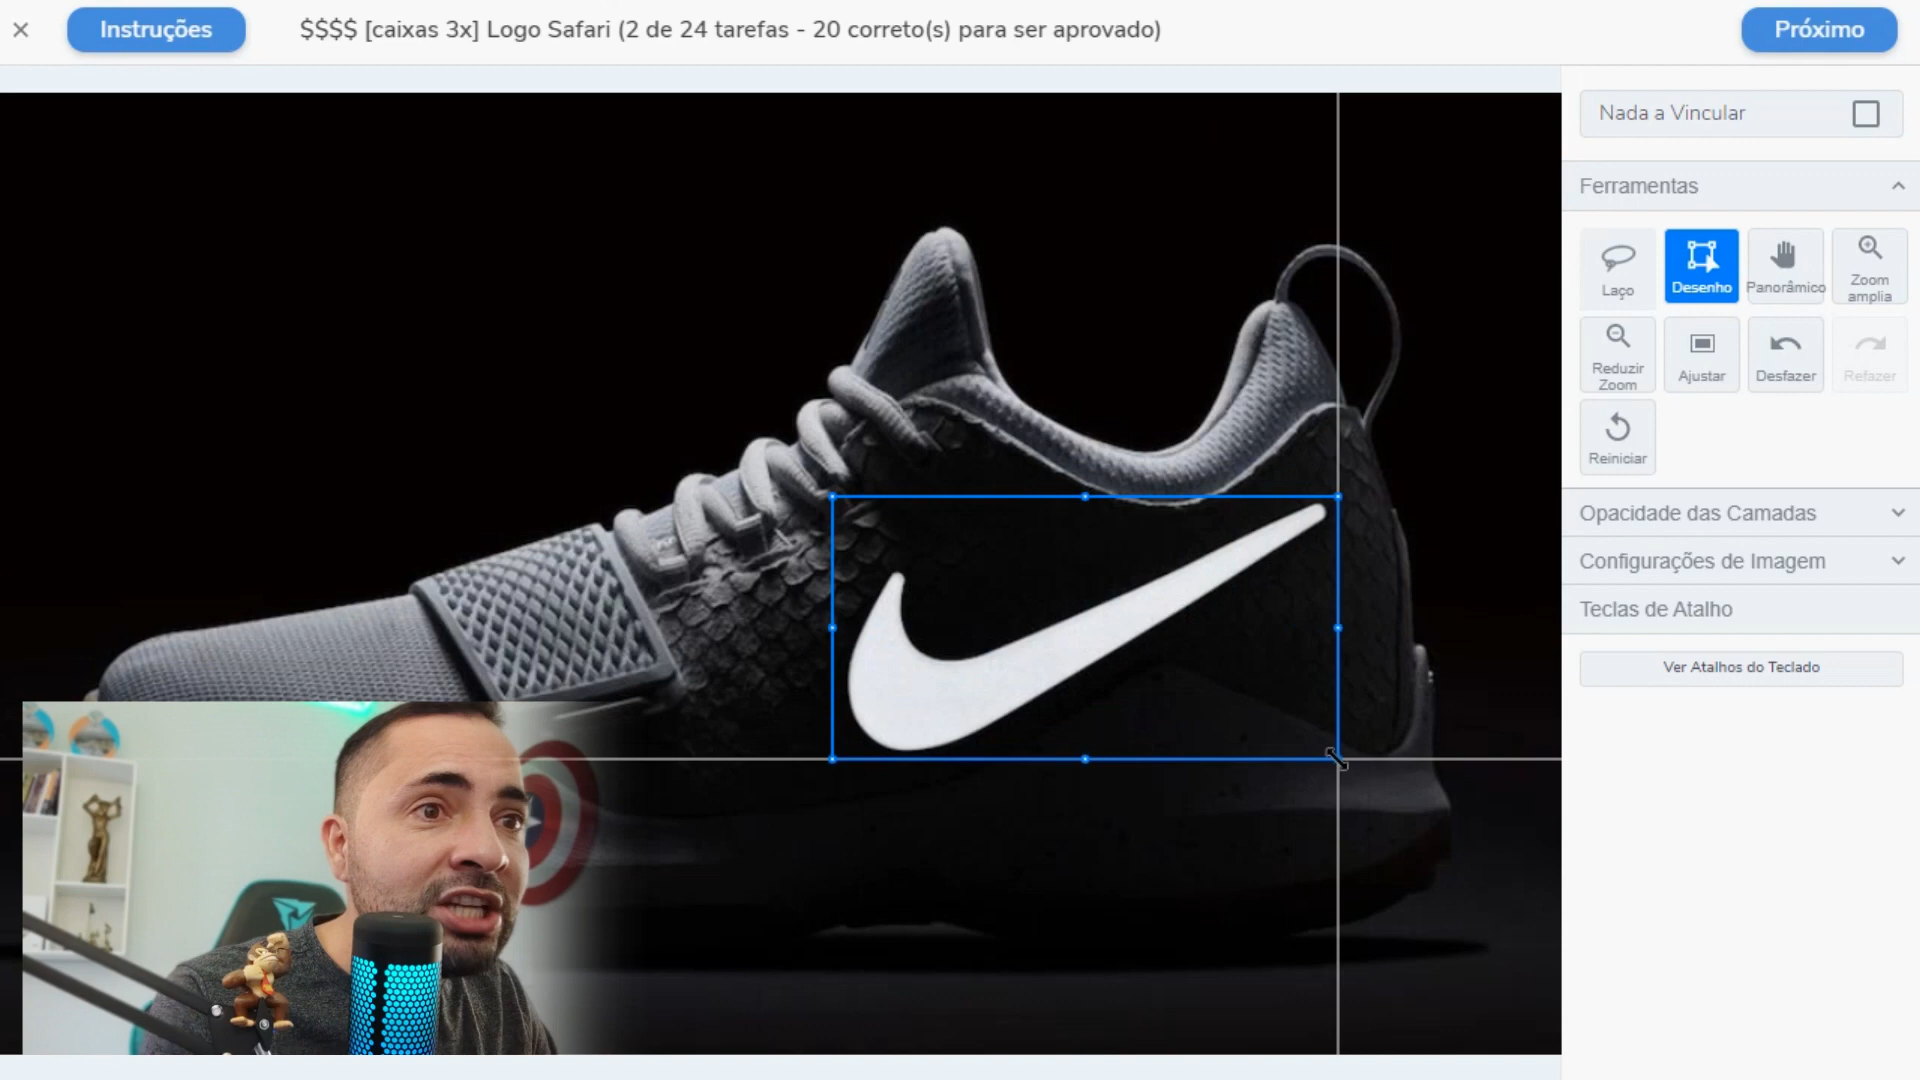 Instruções
$$$$ [caixas 3x] Logo Safari (2 de 24 tarefas - 20 correto(s) para ser aprovado)
Próximo
Nada a Vincular
Ferramentas
Laço
Desenho
Panorâmico
Zoom
amplia
Reduzir
Zoom
Ajustar
Desfazer
Refazer
Reiniciar
Opacidade das Camadas
Configurações de Imagem
Teclas de Atalho
Ver Atalhos do Teclado